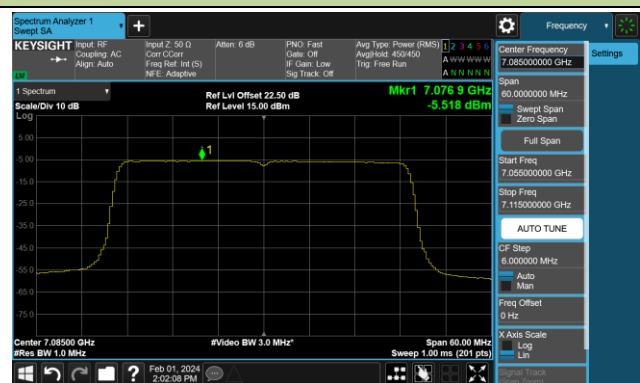 Spectrum Analyzer 1
Swept SA
+
Frequency
KEYSIGHT
Input: RF
Coupling: AC
Align: Auto
Input Z: 50 Ω
Corr CCorr
Freq Ref: Int (S)
NFE: Adaptive
Atten: 6 dB
PNO: Fast
Gate: Off
IF Gain: Low
Sig Track: Off
Avg Type: Power (RMS)
Avg|Hold: 450/450
Trig: Free Run
1 2 3 4 5 6
A W W W W W
A N N N N N
LV
1 Spectrum
Scale/Div 10 dB
Log
Ref Lvl Offset 22.50 dB
Ref Level 15.00 dBm
Mkr1 7.076 9 GHz
-5.518 dBm
5.00
-5.00
-15.0
-25.0
-35.0
-45.0
-55.0
-65.0
-75.0
1
Center 7.08500 GHz
#Res BW 1.0 MHz
#Video BW 3.0 MHz*
Span 60.00 MHz
Sweep 1.00 ms (201 pts)
Center Frequency
7.085000000 GHz
Settings
Span
60.0000000 MHz
Swept Span
Zero Span
Full Span
Start Freq
7.055000000 GHz
Stop Freq
7.115000000 GHz
AUTO TUNE
CF Step
6.000000 MHz
Auto
Man
Freq Offset
0 Hz
X Axis Scale
Log
Lin
Signal Track
?
Feb 01, 2024
2:02:08 PM